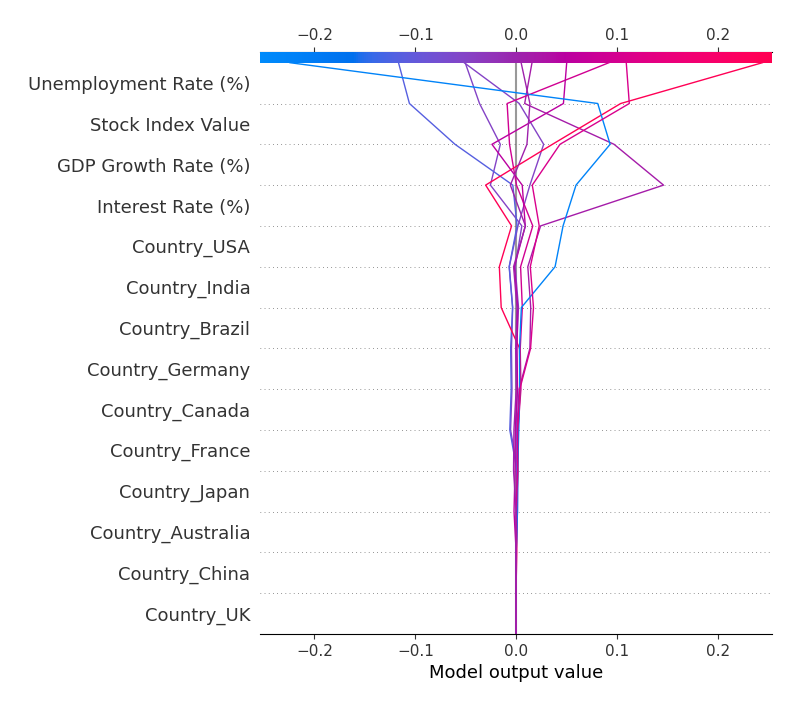 −0.2 −0.1 0.0 0.1 0.2
Unemployment Rate (%)
Stock Index Value
GDP Growth Rate (%)
Interest Rate (%)
Country_USA
Country_India
Country_Brazil
Country_Germany
Country_Canada
Country_France
Country_Japan
Country_Australia
Country_China
Country_UK
−0.2 −0.1 0.0 0.1 0.2
Model output value